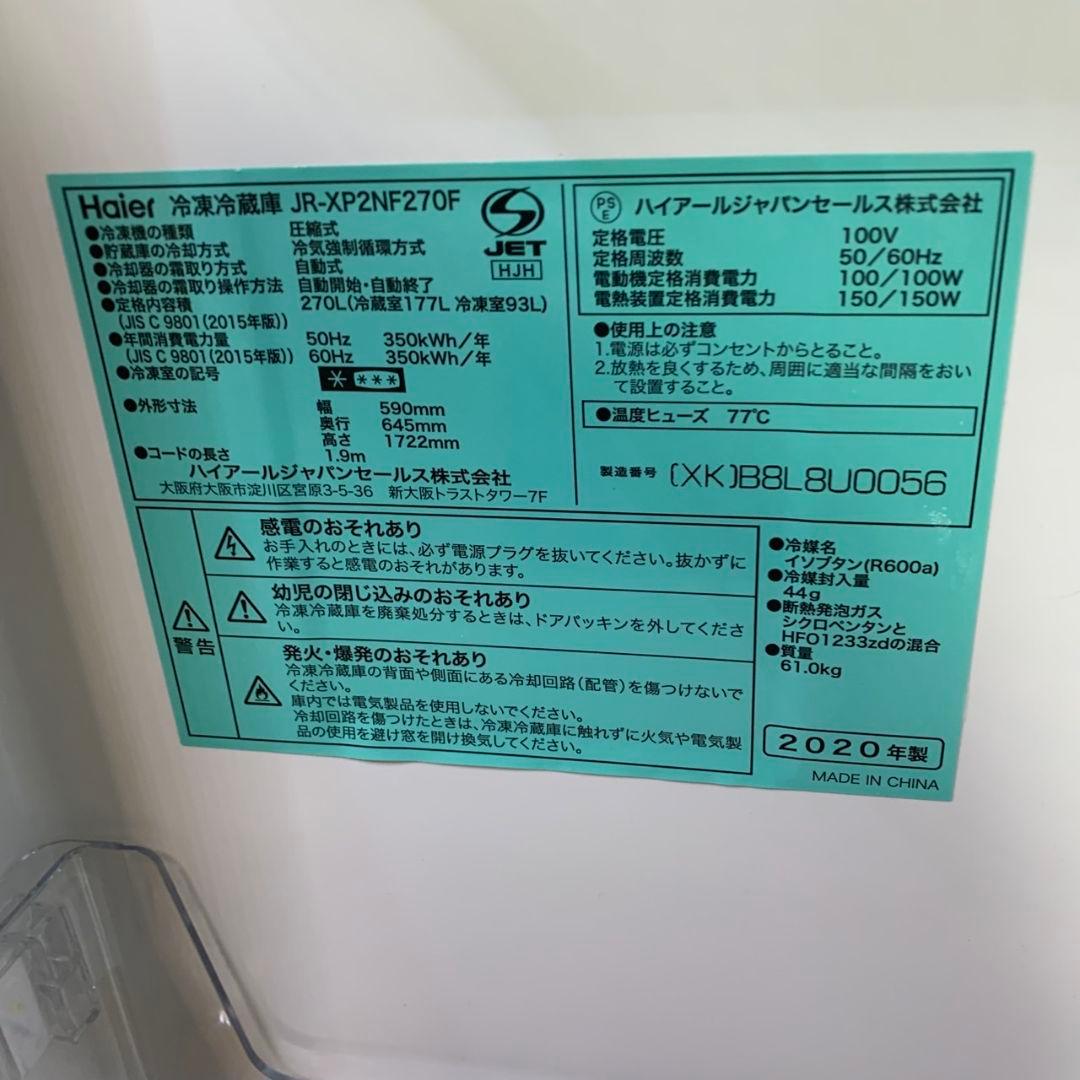 Haier 冷凍冷蔵庫 JR-XP2NF270F
●冷凍機の種類 圧縮式
●貯蔵庫の冷却方式 冷気強制循環方式
●冷却器の霜取り方式 自動式
●冷却器の霜取り操作方法 自動開始・自動終了
●定格内容積 270L(冷蔵室177L 冷凍室93L)
(JIS C 9801(2015年版))
●年間消費電力量 50Hz 350kWh/年
(JIS C 9801(2015年版)) 60Hz 350kWh/年
●冷凍室の記号 * ***
●外形寸法 幅 590mm
奥行 645mm
高さ 1722mm
●コードの長さ 1.9m
ハイアールジャパンセールス株式会社
大阪府大阪市淀川区宮原3-5-36 新大阪トラストタワー7F
S JET
HJH
PS E ハイアールジャパンセールス株式会社
定格電圧 100V
定格周波数 50/60Hz
電動機定格消費電力 100/100W
電熱装置定格消費電力 150/150W
●使用上の注意
1.電源は必ずコンセントからとること。
2.放熱を良くするため、周囲に適当な間隔をおい
て設置すること。
●温度ヒューズ 77℃
製造番号 (XK)B8L8U0056
警告
感電のおそれあり
お手入れのときには、必ず電源プラグを抜いてください。抜かずに
作業すると感電のおそれがあります。
幼児の閉じ込みのおそれあり
冷凍冷蔵庫を廃棄処分するときは、ドアパッキンを外してくださ
い。
発火・爆発のおそれあり
冷凍冷蔵庫の背面や側面にある冷却回路(配管)を傷つけないで
ください。
庫内では電気製品を使用しないでください。
冷却回路を傷つけたときは、冷凍冷蔵庫に触れずに火気や電気製
品の使用を避け窓を開け換気してください。
●冷媒名
イソブタン(R600a)
●冷媒封入量
44g
●断熱発泡ガス
シクロペンタンと
HFO1233zdの混合
●質量
61.0kg
2020年製
MADE IN CHINA